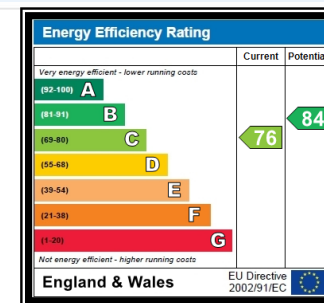 Energy Efficiency Rating
Current Potentia
Very energy efficient - lower running costs
(92-100) A
(81-91) B
84
(69-80) C
76
(55-68) D
(39-54) E
(21-38) F
(1-20) G
Not energy efficient - higher running costs
England & Wales
EU Directive
2002/91/EC